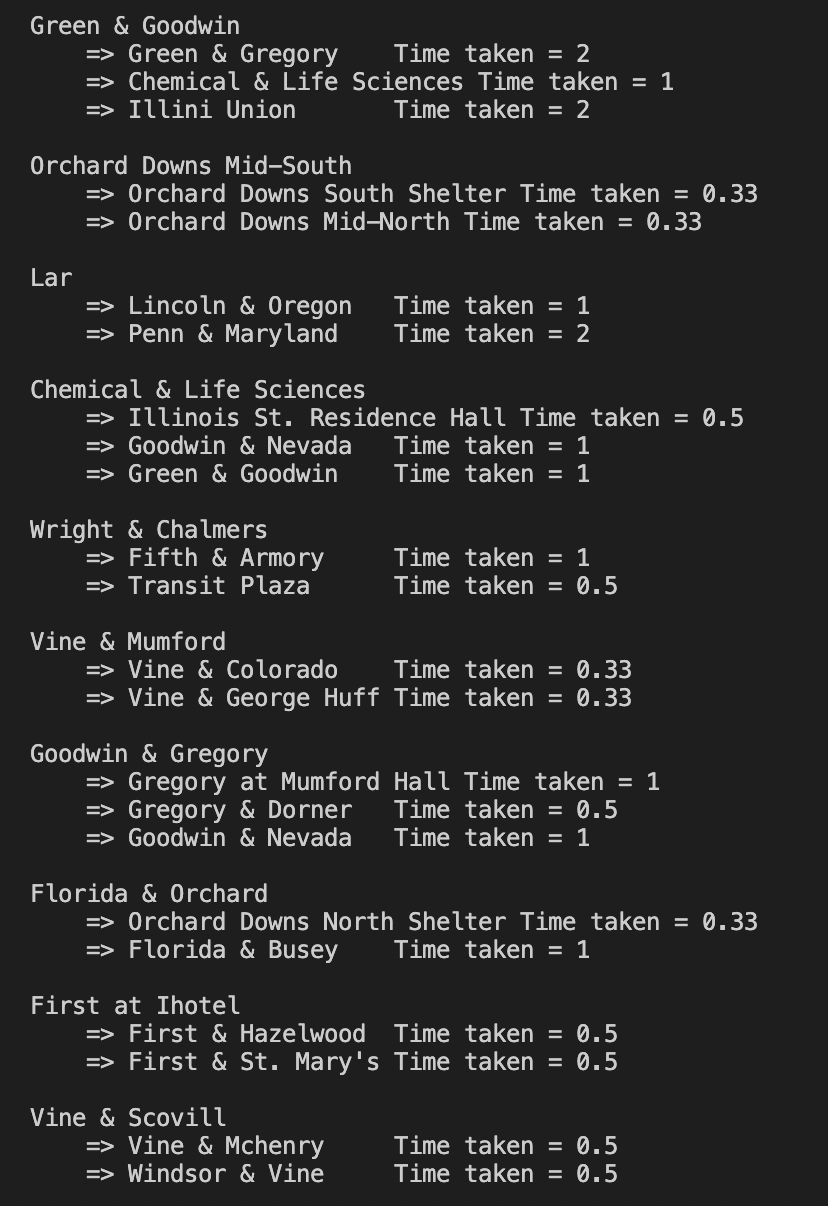 Green & Goodwin
=> Green & Gregory Time taken = 2
=> Chemical & Life Sciences Time taken = 1
=> Illini Union Time taken = 2
Orchard Downs Mid-South
=> Orchard Downs South Shelter Time taken = 0.33
=> Orchard Downs Mid-North Time taken = 0.33
Lar
=> Lincoln & Oregon Time taken = 1
=> Penn & Maryland Time taken = 2
Chemical & Life Sciences
=> Illinois St. Residence Hall Time taken = 0.5
=> Goodwin & Nevada Time taken = 1
=> Green & Goodwin Time taken = 1
Wright & Chalmers
=> Fifth & Armory Time taken = 1
=> Transit Plaza Time taken = 0.5
Vine & Mumford
=> Vine & Colorado Time taken = 0.33
=> Vine & George Huff Time taken = 0.33
Goodwin & Gregory
=> Gregory at Mumford Hall Time taken = 1
=> Gregory & Dorner Time taken = 0.5
=> Goodwin & Nevada Time taken = 1
Florida & Orchard
=> Orchard Downs North Shelter Time taken = 0.33
=> Florida & Busey Time taken = 1
First at Ihotel
=> First & Hazelwood Time taken = 0.5
=> First & St. Mary's Time taken = 0.5
Vine & Scovill
=> Vine & Mchenry Time taken = 0.5
=> Windsor & Vine Time taken = 0.5